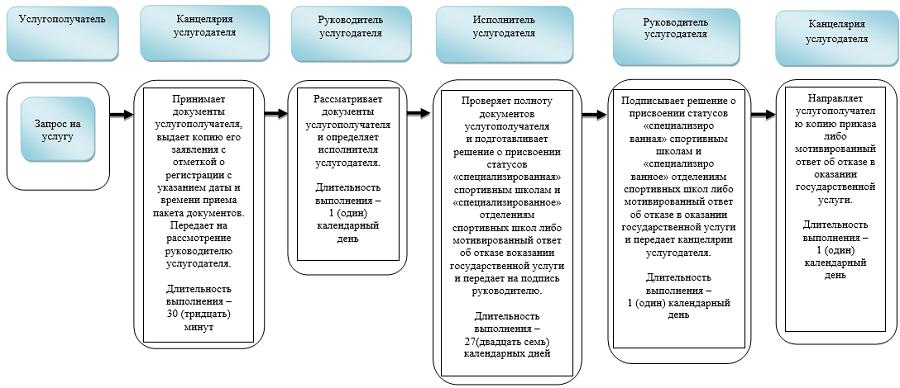 Услугополучатель
Канцелярия
услугодателя
Руководитель
услугодателя
Исполнитель
услугодателя
Руководитель
услугодателя
Канцелярия
услугодателя
Запрос на
услугу
Принимает
документы
услугополучателя,
выдает копию его
заявления с
отметкой о
регистрации с
указанием даты и
времени приема
пакета документов.
Передает на
рассмотрение
руководителю
услугодателя.
Длительность
выполнения –
30 (тридцать)
минут
Рассматривает
документы
услугополучателя
и определяет
исполнителя
услугодателя.
Длительность
выполнения –
1 (один)
календарный
день
Проверяет полноту
документов
услугополучателя
и подготавливает
решение о присвоении
статусов
«специализированная»
спортивным школам и
«специализированное»
отделениям
спортивных школ либо
мотивированный ответ
об отказе воказании
государственной услуги
и передает на подпись
руководителю.
Длительность
выполнения –
27(двадцать семь)
календарных дней
Подписывает решение о
присвоении статусов
«специализиро
ванная» спортивным
школам и
«специализиро
ванное» отделениям
спортивных школ либо
мотивированный ответ
об отказе в оказании
государственной услуги
и передает канцелярии
услугодателя.
Длительность
выполнения –
1 (один) календарный
день
Направляет
услугополучател
ю копию приказа
либо
мотивированный
ответ об отказе в
оказании
государственной
услуги.
Длительность
выполнения –
1 (один)
календарный
день